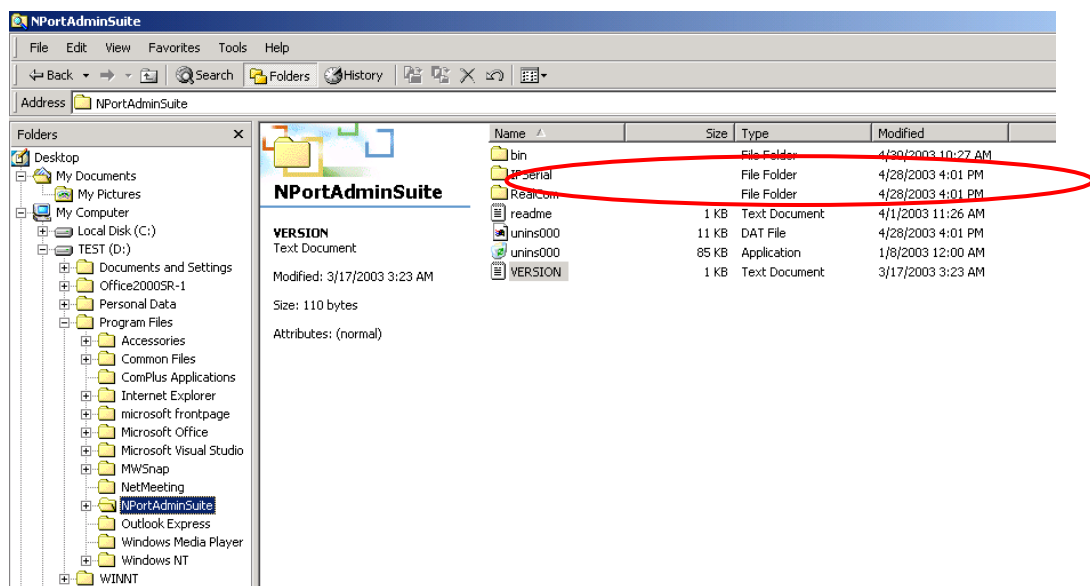 NPortAdminSuite
File Edit View Favorites Tools Help
Back Search Folders History
Address NPortAdminSuite
Folders x
Desktop
My Documents
My Pictures
My Computer
Local Disk (C:)
TEST (D:)
Documents and Settings
Office2000SR-1
Personal Data
Program Files
Accessories
Common Files
ComPlus Applications
Internet Explorer
microsoft frontpage
Microsoft Office
Microsoft Visual Studio
MWSnap
NetMeeting
NPortAdminSuite
Outlook Express
Windows Media Player
Windows NT
WINNT
NPortAdminSuite
VERSION
Text Document
Modified: 3/17/2003 3:23 AM
Size: 110 bytes
Attributes: (normal)
Name Size Type Modified
bin File Folder 4/30/2003 10:27 AM
IPSerial File Folder 4/28/2003 4:01 PM
RealCom File Folder 4/28/2003 4:01 PM
readme 1 KB Text Document 4/1/2003 11:26 AM
unins000 11 KB DAT File 4/28/2003 4:01 PM
unins000 85 KB Application 1/8/2003 12:00 AM
VERSION 1 KB Text Document 3/17/2003 3:23 AM